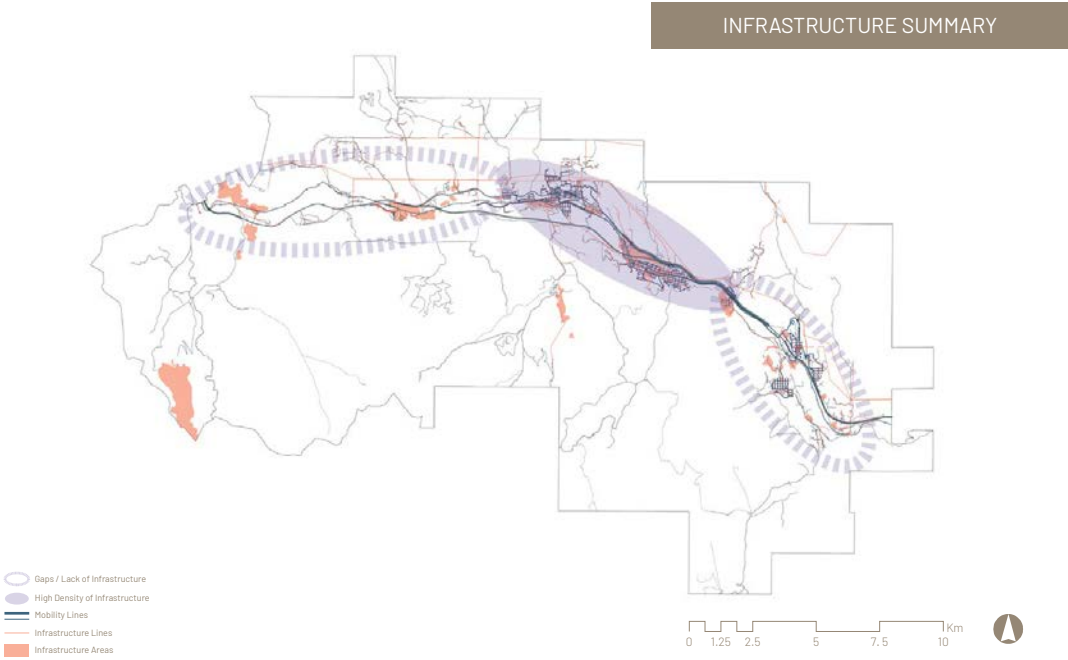 INFRASTRUCTURE SUMMARY
Gaps / Lack of Infrastructure
High Density of Infrastructure
Mobility Lines
Infrastructure Lines
Infrastructure Areas
Km
0 1.25 2.5 5 7.5 10